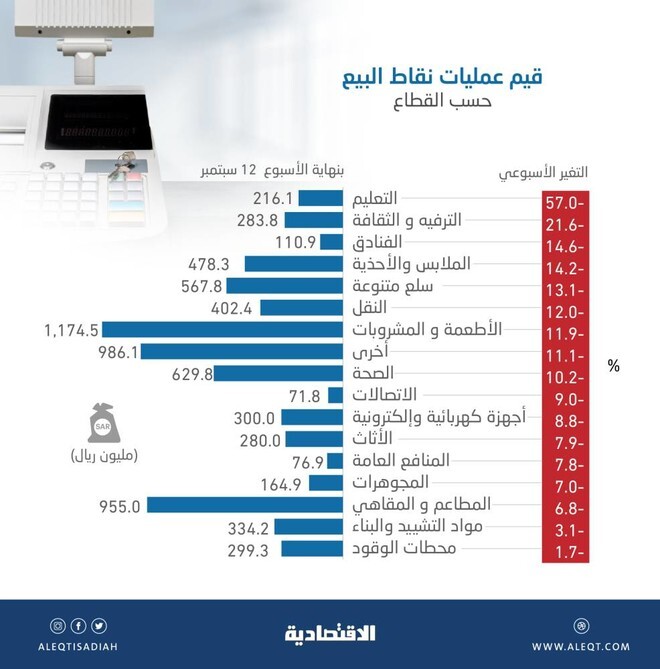 قيم عمليات نقاط البيع
حسب القطاع
التغير الأسبوعي بنهاية الأسبوع 12 سبتمبر
57.0- التعليم 216.1
21.6- الترفيه و الثقافة 283.8
14.6- الفنادق 110.9
14.2- الملابس والأحذية 478.3
13.1- سلع متنوعة 567.8
12.0- النقل 402.4
11.9- الأطعمة و المشروبات 1,174.5
11.1- أخرى 986.1
%
10.2- الصحة 629.8
9.0- الاتصالات 71.8
8.8- أجهزة كهربائية وإلكترونية 300.0
7.9- الأثاث 280.0
7.8- المنافع العامة 76.9
7.0- المجوهرات 164.9
6.8- المطاعم و المقاهي 955.0
3.1- مواد التشييد والبناء 334.2
1.7- محطات الوقود 299.3
SAR
(مليون ريال)
الاقتصادية
WWW.ALEQT.COM
ALEQTISADIAH